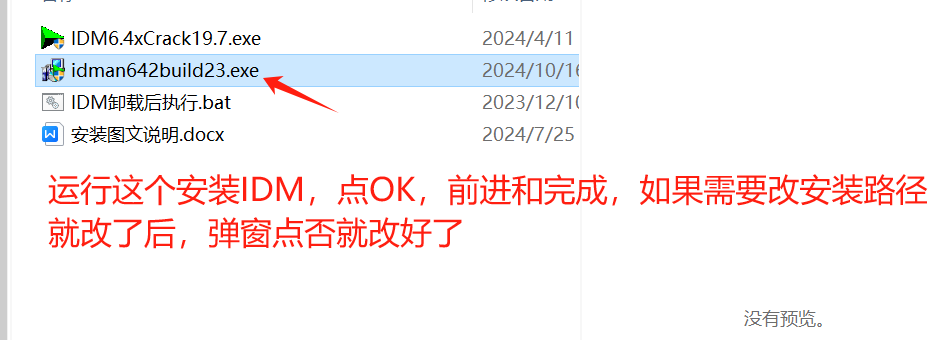 IDM6.4xCrack19.7.exe 2024/4/11
idman642build23.exe 2024/10/16
IDM卸载后执行.bat 2023/12/10
安装图文说明.docx 2024/7/25
运行这个安装IDM，点OK，前进和完成，如果需要改安装路径
就改了后，弹窗点否就改好了
没有预览。